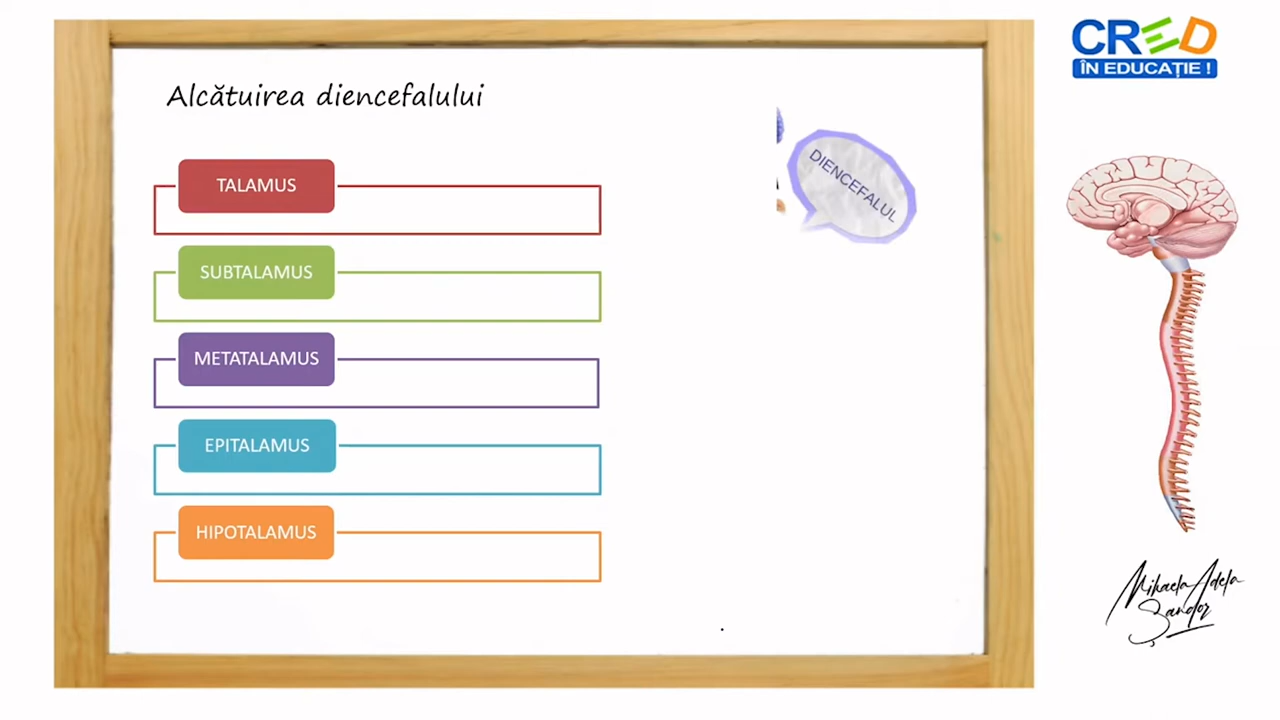 Alcătuirea diencefalului
TALAMUS
SUBTALAMUS
METATALAMUS
EPITALAMUS
HIPOTALAMUS
DIENCEFALUL
CRED
ÎN EDUCAȚIE !
Mihaela Adela
Șandor